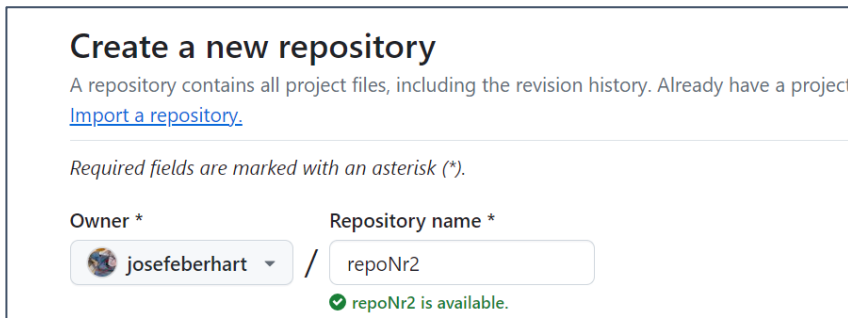 Create a new repository
A repository contains all project files, including the revision history. Already have a project
Import a repository.
Required fields are marked with an asterisk (*).
Owner * Repository name *
josefeberhart / repoNr2
repoNr2 is available.